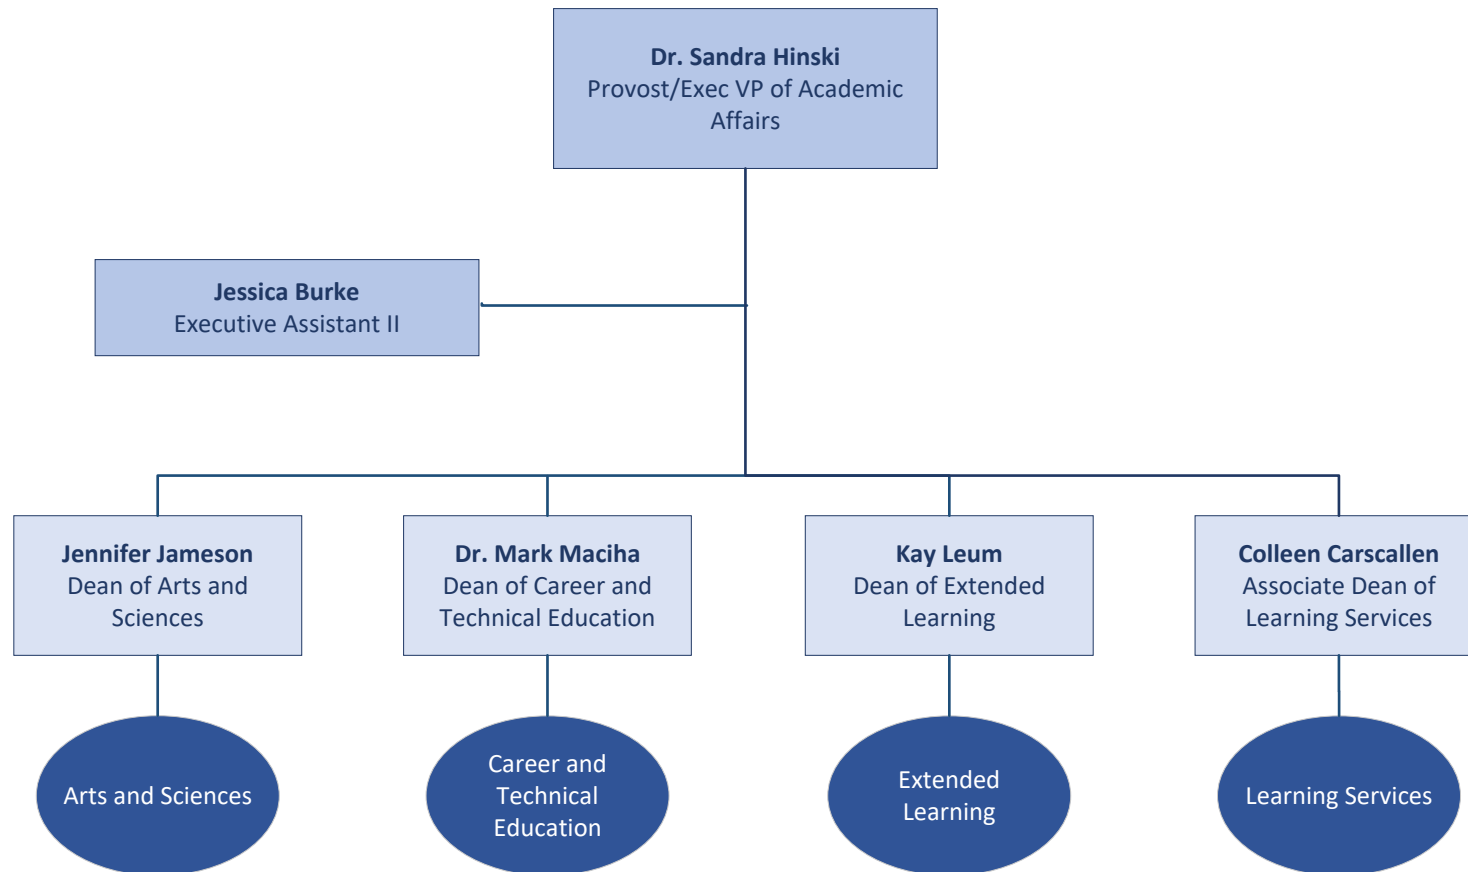 Dr. Sandra Hinski
Provost/Exec VP of Academic
Affairs
Jessica Burke
Executive Assistant II
Jennifer Jameson
Dean of Arts and
Sciences
Dr. Mark Maciha
Dean of Career and
Technical Education
Kay Leum
Dean of Extended
Learning
Colleen Carscallen
Associate Dean of
Learning Services
Arts and Sciences
Career and
Technical
Education
Extended
Learning
Learning Services